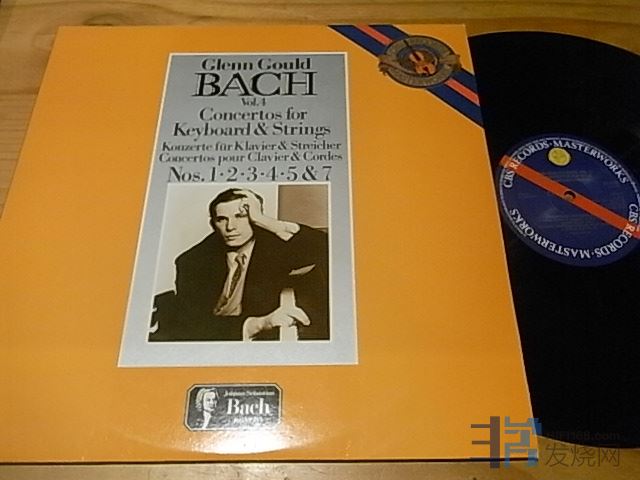 Glenn Gould
BACH
Vol.4
Concertos for
Keyboard & Strings
Konzerte für Klavier & Streicher
Concertos pour Clavier & Cordes
Nos. 1·2·3·4·5 & 7
Johann Sebastian
Bach
CBS RECORDS·MASTERWORKS
CBS RECORDS·MASTERWORKS
发烧网